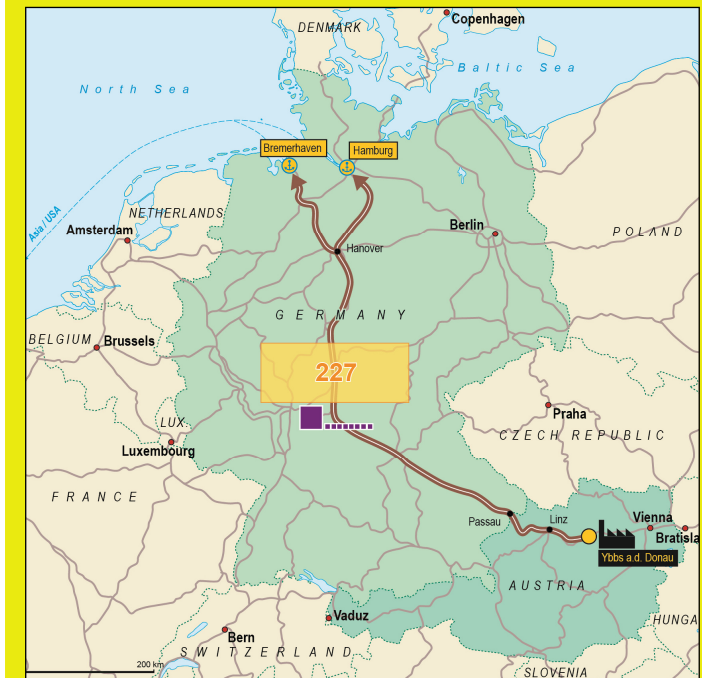 DENMARK
Copenhagen
Baltic Sea
North Sea
Bremerhaven
Hamburg
Asia / USA
NETHERLANDS
Amsterdam
Berlin
POLAND
Hanover
GERMANY
BELGIUM
Brussels
227
Praha
LUX.
CZECH REPUBLIC
Luxembourg
FRANCE
Passau
Linz
Vienna
Bratisla
Ybbs a.d. Donau
AUSTRIA
Vaduz
HUNGA
Bern
SWITZERLAND
200 km
SLOVENIA